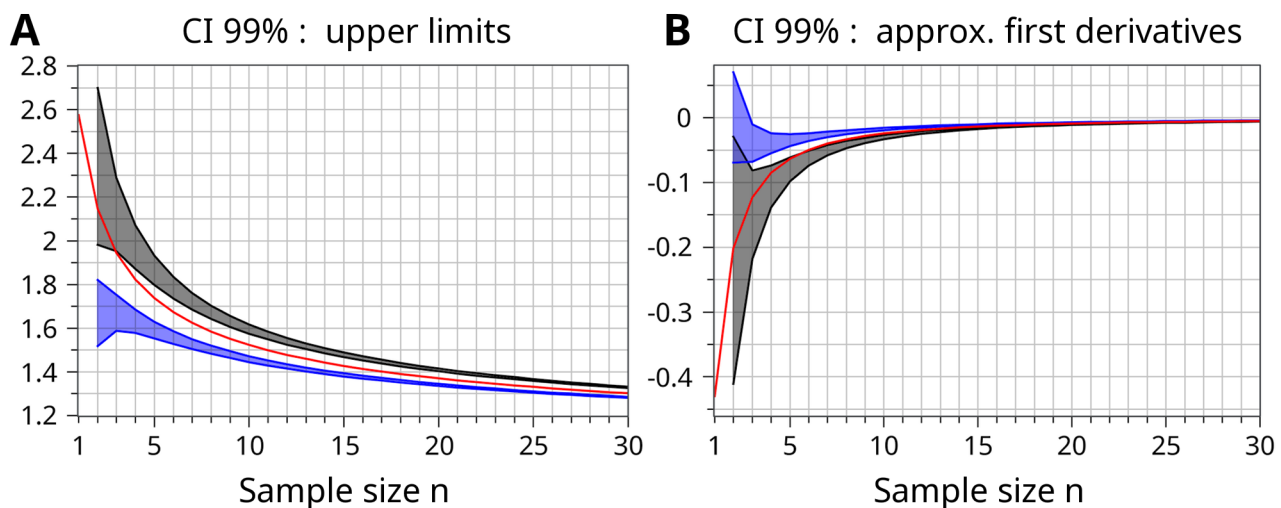 A CI 99% : upper limits
2.8
2.6
2.4
2.2
2
1.8
1.6
1.4
1.2
1 5 10 15 20 25 30
Sample size n
B CI 99% : approx. first derivatives
0
-0.1
-0.2
-0.3
-0.4
1 5 10 15 20 25 30
Sample size n